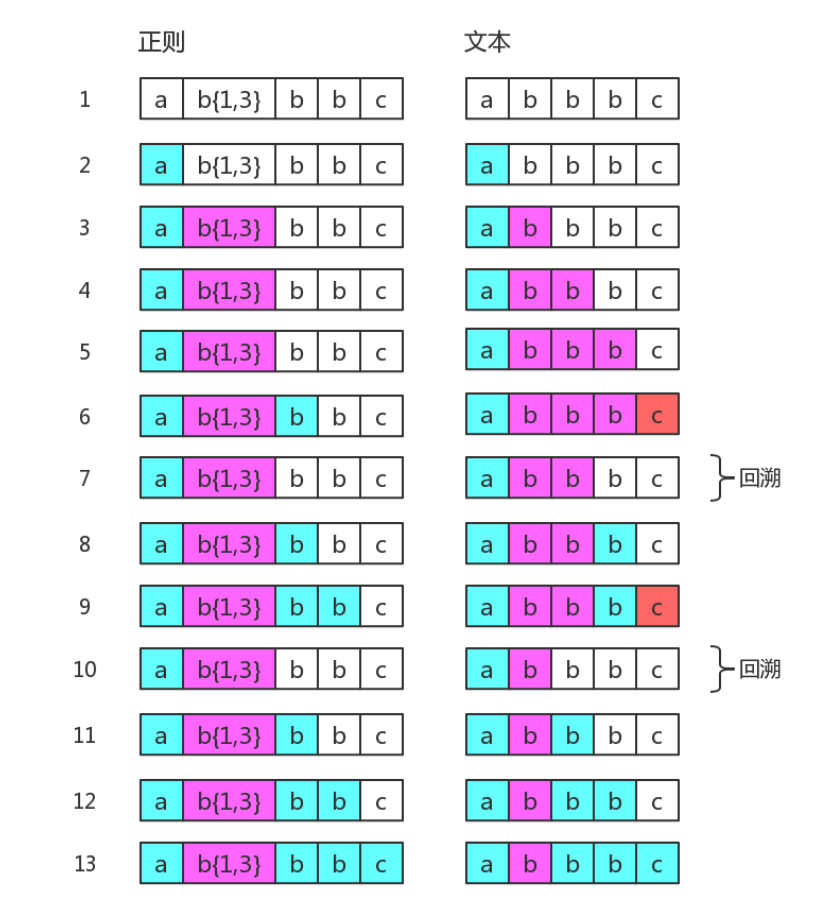 正则 文本
1 a b{1,3} b b c a b b b c
2 a b{1,3} b b c a b b b c
3 a b{1,3} b b c a b b b c
4 a b{1,3} b b c a b b b c
5 a b{1,3} b b c a b b b c
6 a b{1,3} b b c a b b b c
7 a b{1,3} b b c a b b b c 回溯
8 a b{1,3} b b c a b b b c
9 a b{1,3} b b c a b b b c
10 a b{1,3} b b c a b b b c 回溯
11 a b{1,3} b b c a b b b c
12 a b{1,3} b b c a b b b c
13 a b{1,3} b b c a b b b c